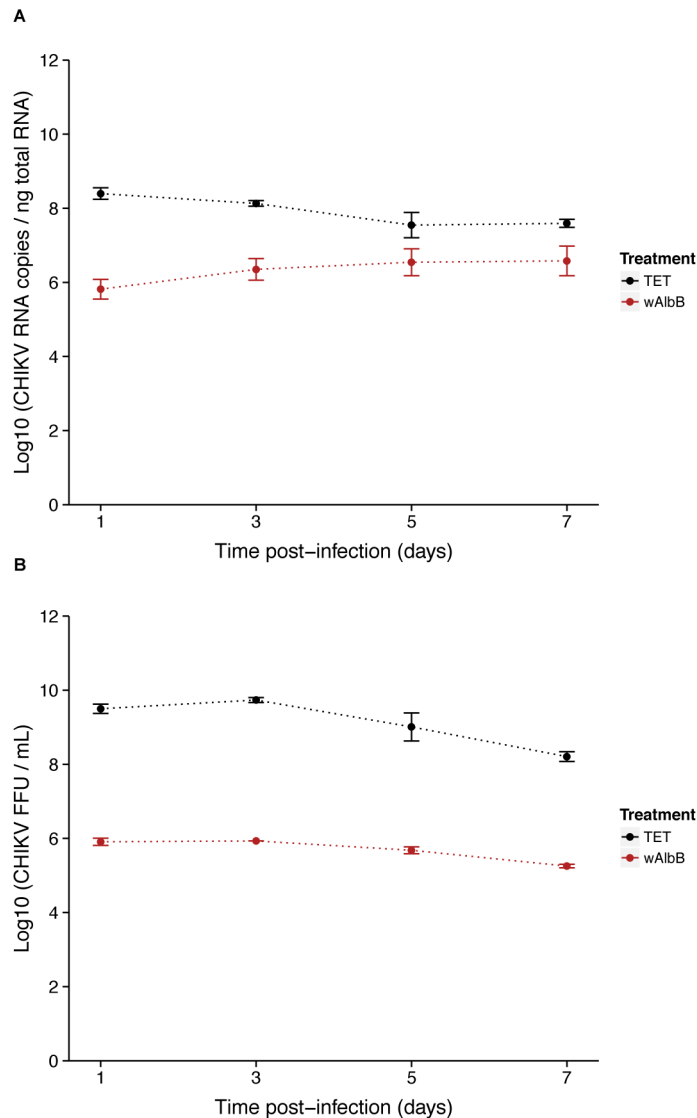 A
Log10 (CHIKV RNA copies / ng total RNA)
12
10
8
6
4
2
0
1 3 5 7
Time post–infection (days)
Treatment
TET
wAlbB
B
Log10 (CHIKV FFU / mL)
12
10
8
6
4
2
0
1 3 5 7
Time post–infection (days)
Treatment
TET
wAlbB